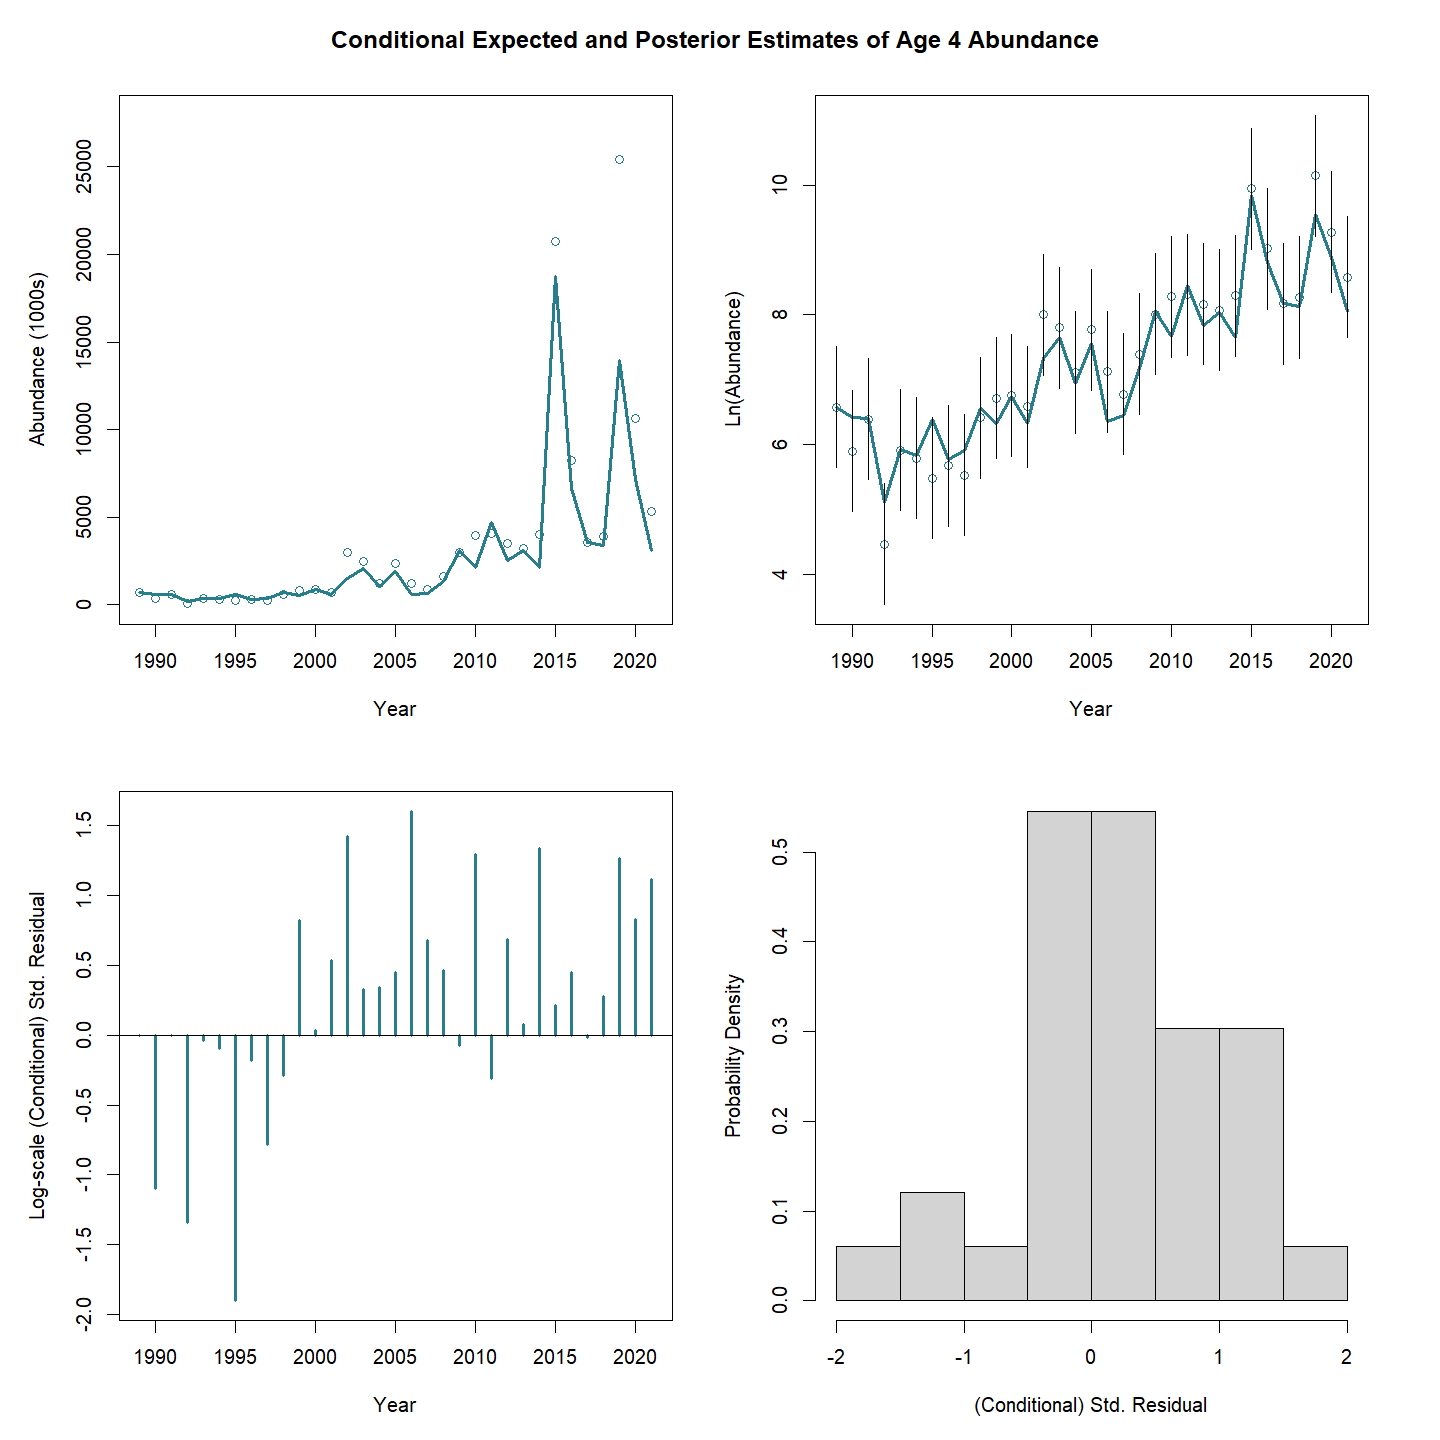 Conditional Expected and Posterior Estimates of Age 4 Abundance
Abundance (1000s)
25000
20000
15000
10000
5000
0
1990 1995 2000 2005 2010 2015 2020
Year
Ln(Abundance)
10
8
6
4
1990 1995 2000 2005 2010 2015 2020
Year
Log-scale (Conditional) Std. Residual
1.5
1.0
0.5
0.0
-0.5
-1.0
-1.5
-2.0
1990 1995 2000 2005 2010 2015 2020
Year
Probability Density
0.5
0.4
0.3
0.2
0.1
0.0
-2 -1 0 1 2
(Conditional) Std. Residual